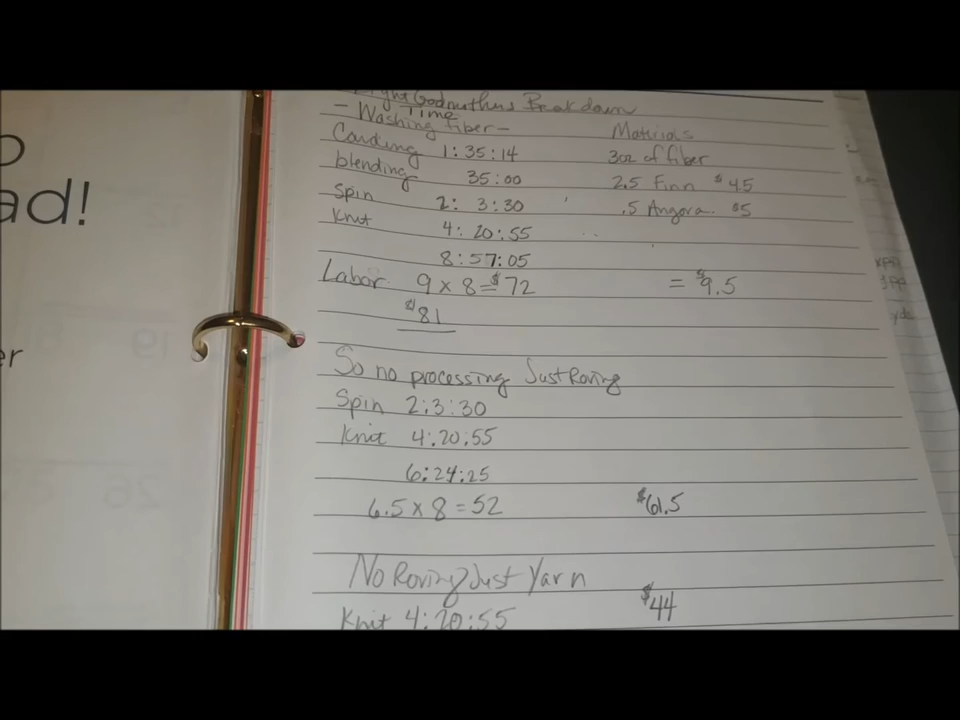 ad!
er
Godmuthers Breakdown
Time
- Washing fiber -
Materials
Carding 1:35:14
3oz of fiber
blending 35:00
2.5 Finn $4.5
Spin 2: 3:30
.5 Angora $5
Knit 4:20:55
8:57:05
Labor 9 x 8 = $72
= $9.5
$81
So no processing Just Roving
Spin 2:3:30
Knit 4:20:55
6:24:25
6.5 x 8 = 52
$61.5
No Roving Just Yarn
$44
Knit 4:20:55